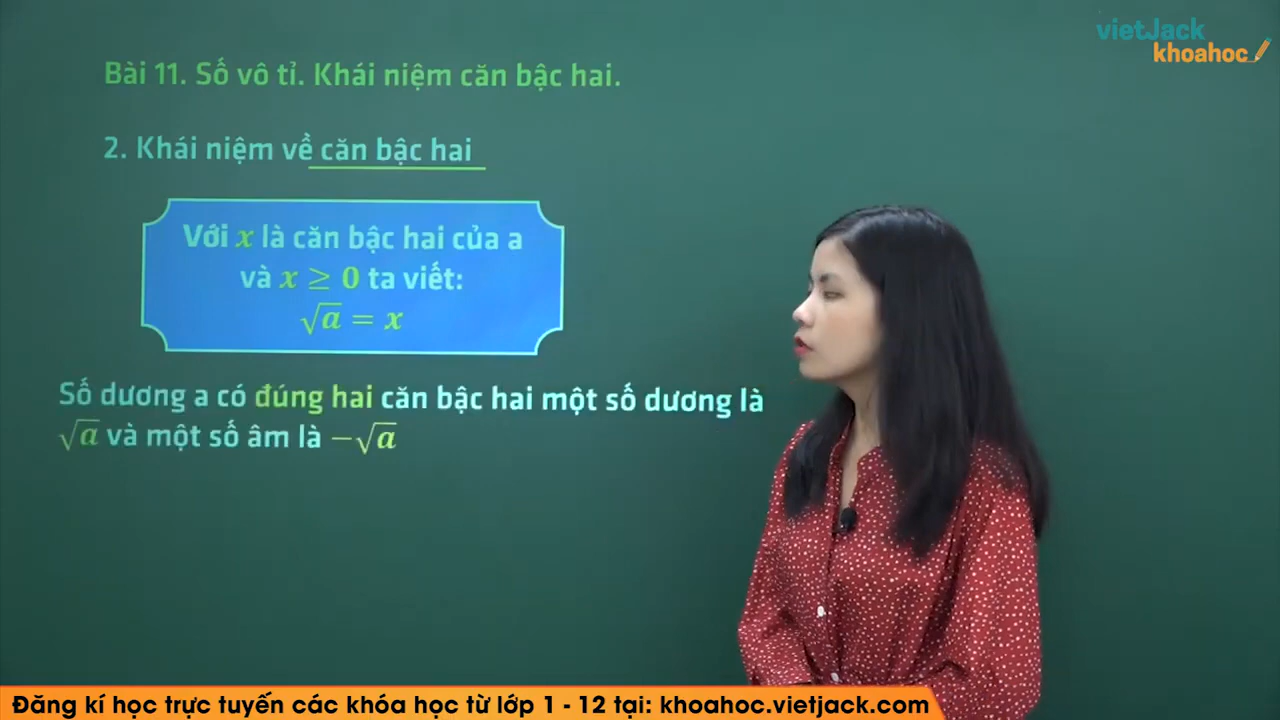 vietJack
khoahoc
Bài 11. Số vô tỉ. Khái niệm căn bậc hai.
2. Khái niệm về căn bậc hai
Với x là căn bậc hai của a
và x ≥ 0 ta viết:
√a = x
Số dương a có đúng hai căn bậc hai một số dương là
√a và một số âm là −√a
Đăng kí học trực tuyến các khóa học từ lớp 1 - 12 tại: khoahoc.vietjack.com